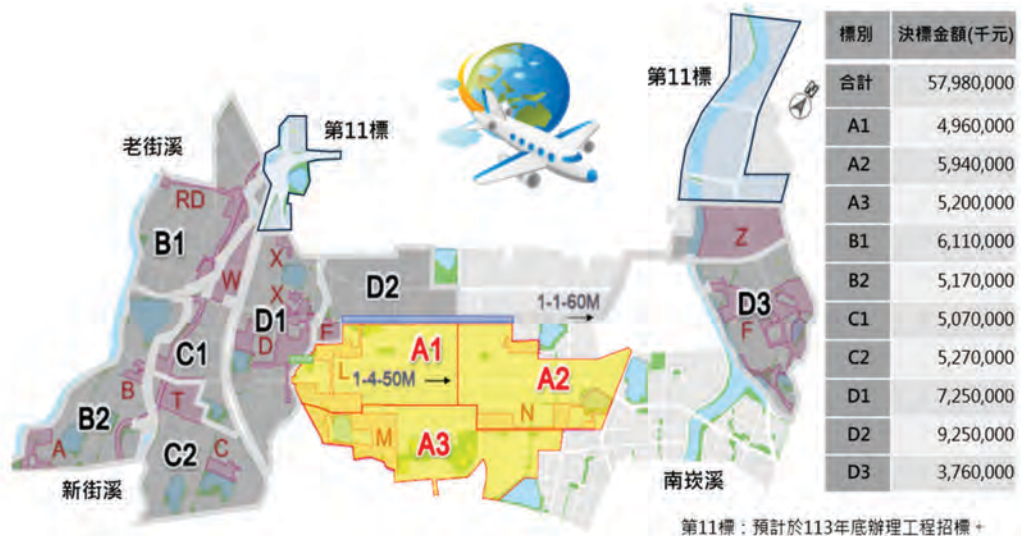 第11標
第11標
老街溪
RD
B1
W
X
X
D1
D
F
D2
1-1-60M
Z
D3
F
C1
B
T
B2
A
C2
C
新街溪
A1
L
1-4-50M
A2
N
M
A3
南崁溪
標別 決標金額(千元)
合計 57,980,000
A1 4,960,000
A2 5,940,000
A3 5,200,000
B1 6,110,000
B2 5,170,000
C1 5,070,000
C2 5,270,000
D1 7,250,000
D2 9,250,000
D3 3,760,000
第11標：預計於113年底辦理工程招標。